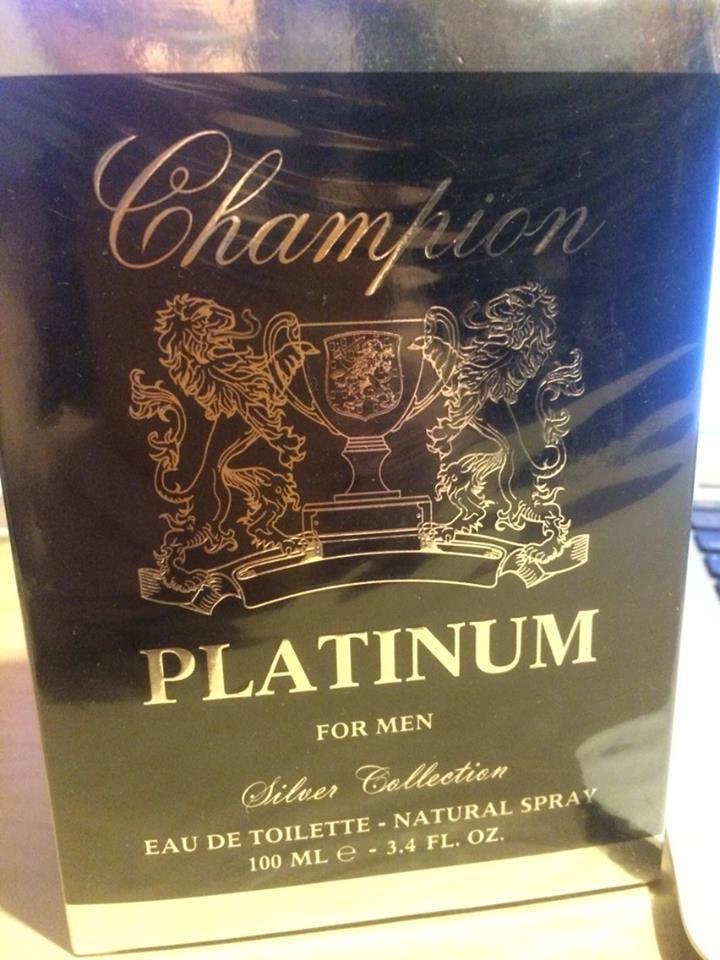 Champion
PLATINUM
FOR MEN
Silver Collection
EAU DE TOILETTE - NATURAL SPRAY
100 ML ℮ - 3.4 FL. OZ.